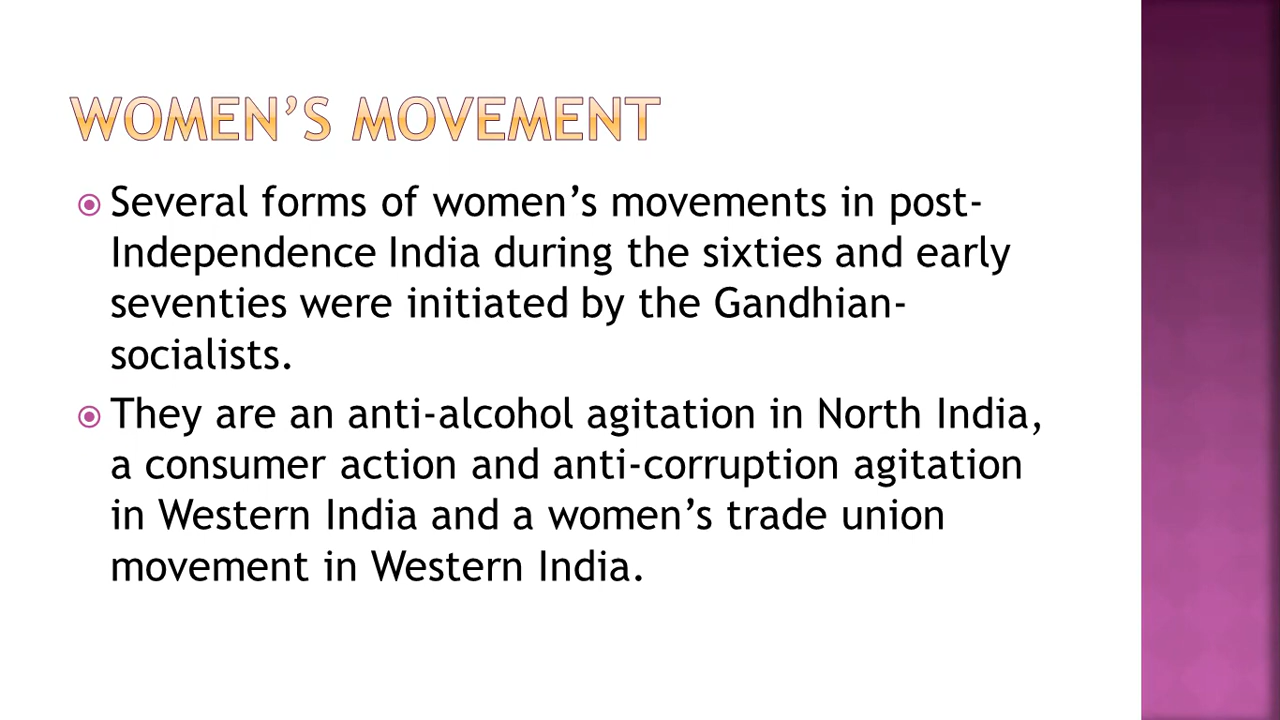 WOMEN’S MOVEMENT
Several forms of women’s movements in post-
Independence India during the sixties and early
seventies were initiated by the Gandhian-
socialists.
They are an anti-alcohol agitation in North India,
a consumer action and anti-corruption agitation
in Western India and a women’s trade union
movement in Western India.